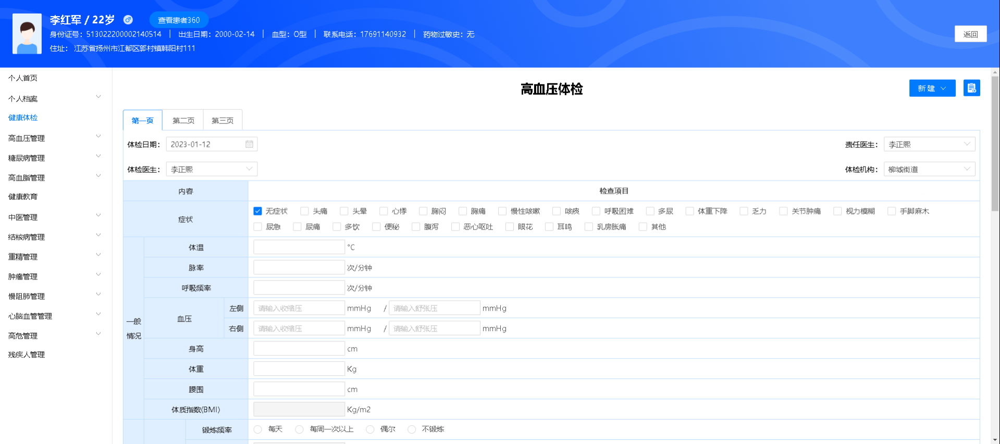 李红军 / 22岁 查看患者360
身份证号：513022200002140514 | 出生日期：2000-02-14 | 血型：O型 | 联系电话：17691140932 | 药物过敏史：无
住址： 江苏省扬州市江都区郭村镇韩阳村111
返回
个人首页
个人档案
健康体检
高血压管理
糖尿病管理
高血脂管理
健康教育
中医管理
结核病管理
重精管理
肿瘤管理
慢阻肺管理
心脑血管管理
高危管理
残疾人管理
高血压体检
新建
第一页 第二页 第三页
体检日期： 2023-01-12 责任医生： 李正熙
体检医生： 李正熙 体检机构： 柳城街道
内容 检查项目
症状
无症状 头痛 头晕 心悸 胸闷 胸痛 慢性咳嗽 咳痰 呼吸困难 多尿 体重下降 乏力 关节肿痛 视力模糊 手脚麻木
尿急 尿痛 多饮 便秘 腹泻 恶心呕吐 眼花 耳鸣 乳房胀痛 其他
一般
情况
体温 °C
脉率 次/分钟
呼吸频率 次/分钟
血压
左侧 请输入收缩压 mmHg / 请输入舒张压 mmHg
右侧 请输入收缩压 mmHg / 请输入舒张压 mmHg
身高 cm
体重 Kg
腰围 cm
体质指数(BMI) Kg/m2
锻炼频率 每天 每周一次以上 偶尔 不锻炼